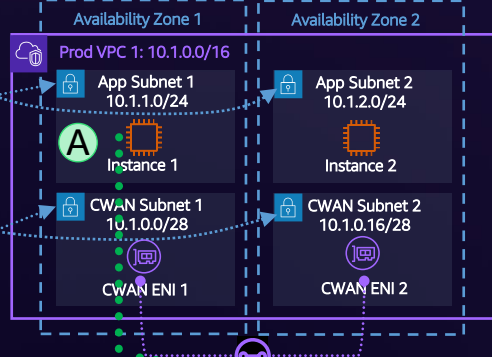 Availability Zone 1
Availability Zone 2
Prod VPC 1: 10.1.0.0/16
App Subnet 1
10.1.1.0/24
App Subnet 2
10.1.2.0/24
A
Instance 1
Instance 2
CWAN Subnet 1
10.1.0.0/28
CWAN Subnet 2
10.1.0.16/28
CWAN ENI 1
CWAN ENI 2